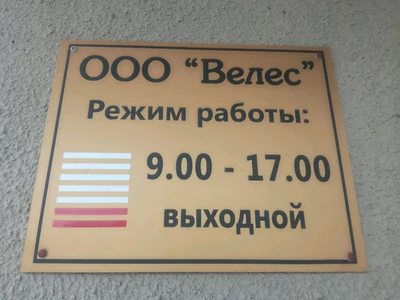 ООО “Велес”
Режим работы:
9.00 - 17.00
выходной